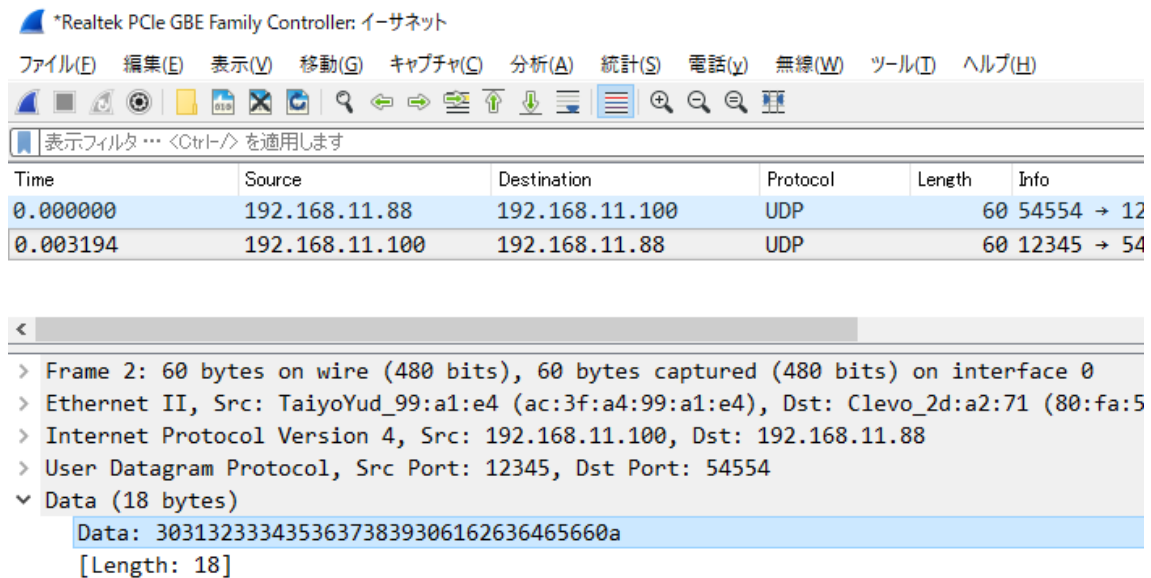 *Realtek PCIe GBE Family Controller: イーサネット
ファイル(F) 編集(E) 表示(V) 移動(G) キャプチャ(C) 分析(A) 統計(S) 電話(y) 無線(W) ツール(T) ヘルプ(H)
表示フィルタ … <Ctrl-/> を適用します
Time Source Destination Protocol Length Info
0.000000 192.168.11.88 192.168.11.100 UDP 60 54554 → 12
0.003194 192.168.11.100 192.168.11.88 UDP 60 12345 → 54
Frame 2: 60 bytes on wire (480 bits), 60 bytes captured (480 bits) on interface 0
Ethernet II, Src: TaiyoYud_99:a1:e4 (ac:3f:a4:99:a1:e4), Dst: Clevo_2d:a2:71 (80:fa:5
Internet Protocol Version 4, Src: 192.168.11.100, Dst: 192.168.11.88
User Datagram Protocol, Src Port: 12345, Dst Port: 54554
Data (18 bytes)
Data: 303132333435363738393061626364656 60a
[Length: 18]